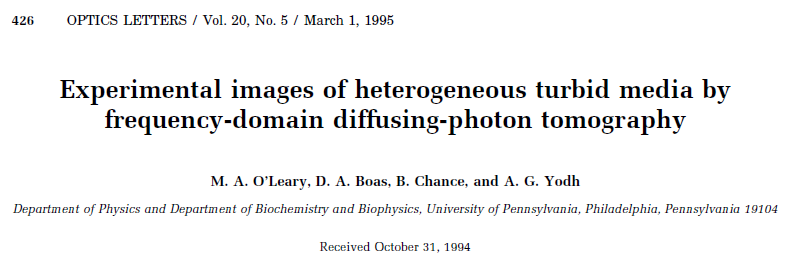 426 OPTICS LETTERS / Vol. 20, No. 5 / March 1, 1995
Experimental images of heterogeneous turbid media by
frequency-domain diffusing-photon tomography
M. A. O'Leary, D. A. Boas, B. Chance, and A. G. Yodh
Department of Physics and Department of Biochemistry and Biophysics, University of Pennsylvania, Philadelphia, Pennsylvania 19104
Received October 31, 1994